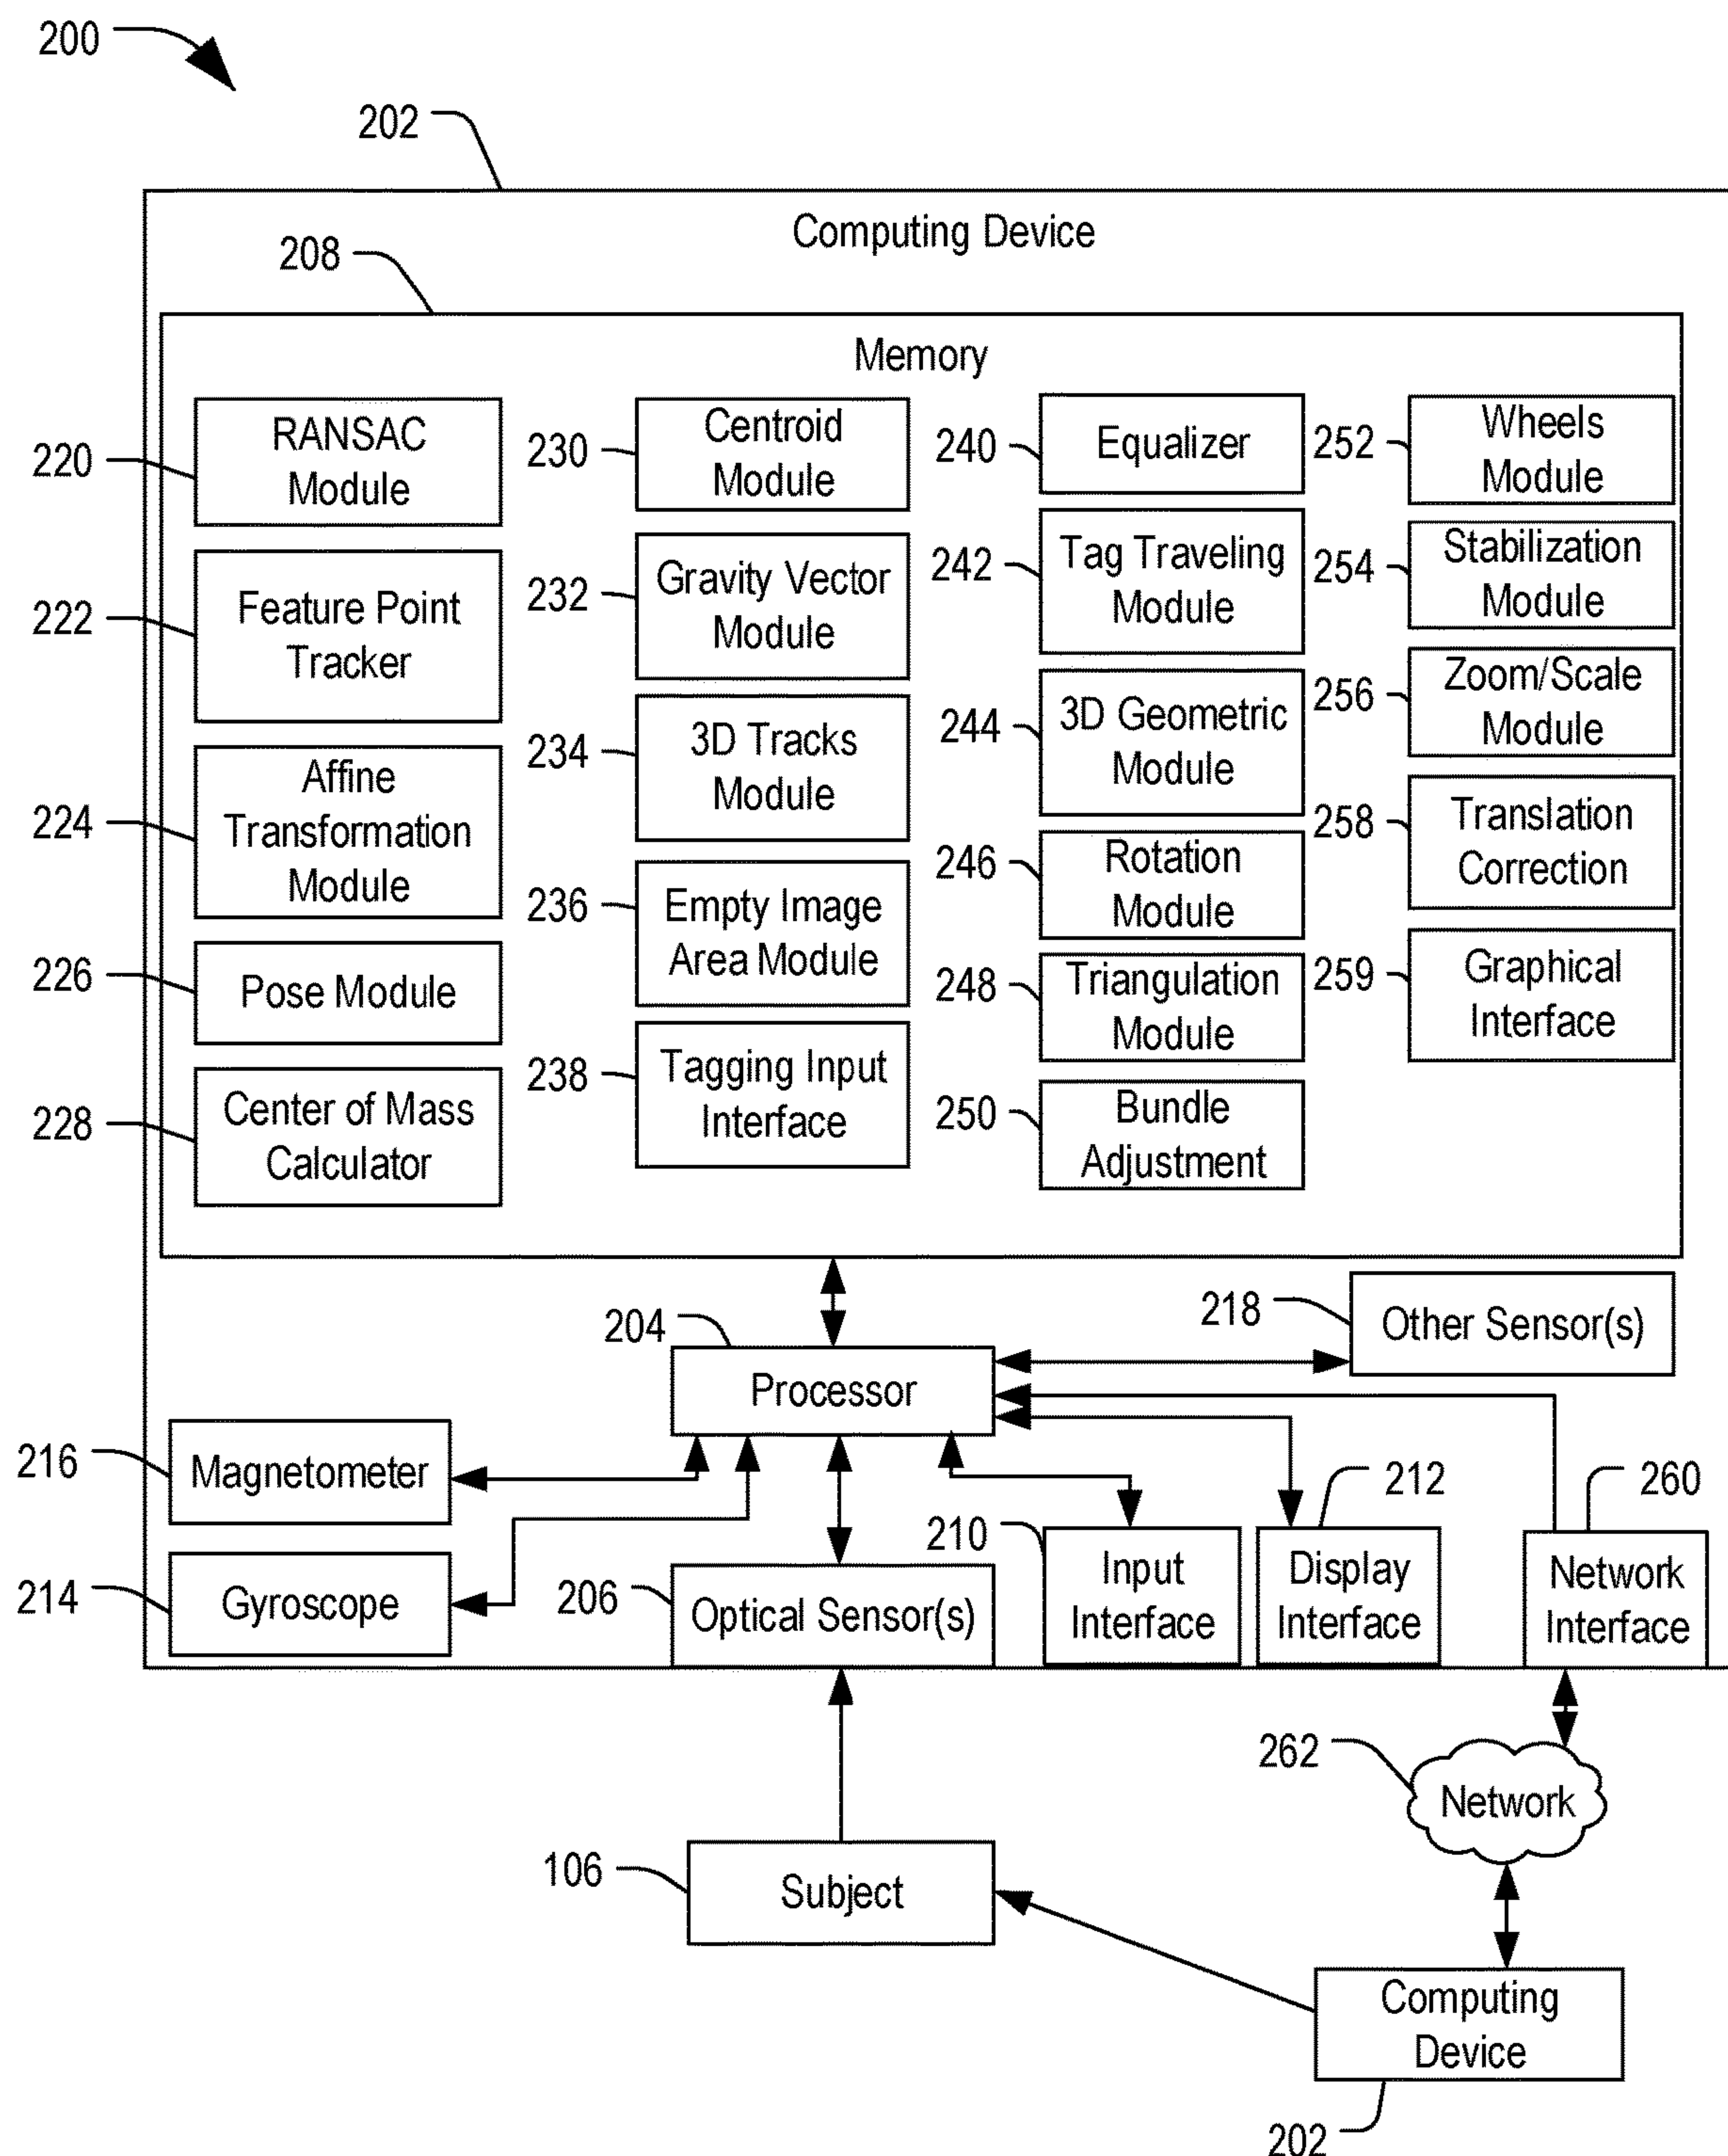 200
202
Computing Device
208
Memory
220
RANSAC
Module
222
Feature Point
Tracker
224
Affine
Transformation
Module
226
Pose Module
228
Center of Mass
Calculator
230
Centroid
Module
232
Gravity Vector
Module
234
3D Tracks
Module
236
Empty Image
Area Module
238
Tagging Input
Interface
240
Equalizer
242
Tag Traveling
Module
244
3D Geometric
Module
246
Rotation
Module
248
Triangulation
Module
250
Bundle
Adjustment
252
Wheels
Module
254
Stabilization
Module
256
Zoom/Scale
Module
258
Translation
Correction
259
Graphical
Interface
204
Processor
218
Other Sensor(s)
216
Magnetometer
214
Gyroscope
206
Optical Sensor(s)
210
Input
Interface
212
Display
Interface
260
Network
Interface
262
Network
106
Subject
Computing
Device
202